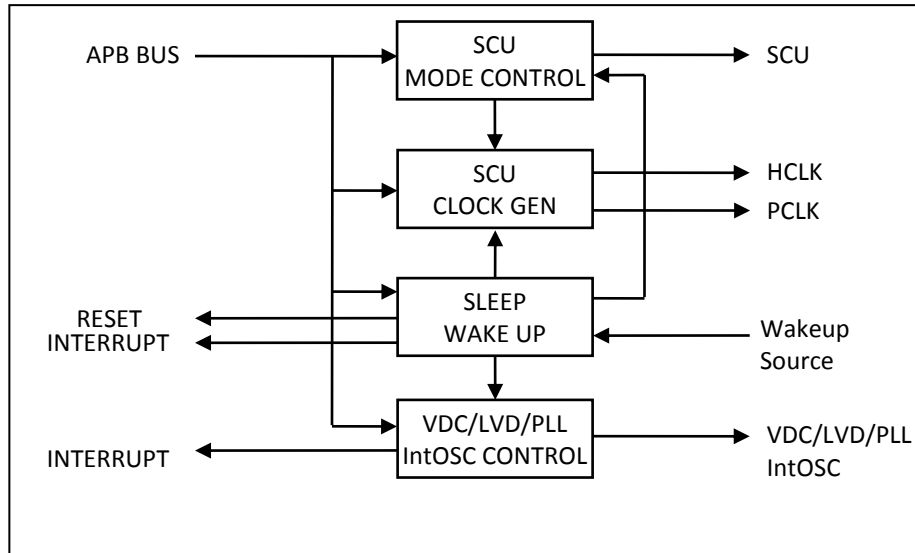 APB BUS
SCU
MODE CONTROL
SCU
SCU
CLOCK GEN
HCLK
PCLK
RESET
INTERRUPT
SLEEP
WAKE UP
Wakeup
Source
INTERRUPT
VDC/LVD/PLL
IntOSC CONTROL
VDC/LVD/PLL
IntOSC